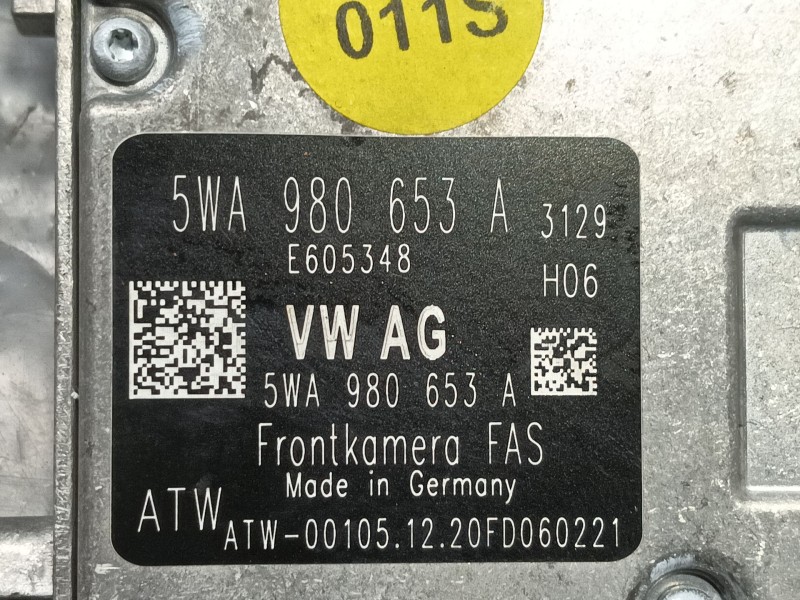 011S
5WA 980 653 A 3129
E605348 H06
VW AG
5WA 980 653 A
Frontkamera FAS
Made in Germany
ATW ATW-00105.12.20FD060221